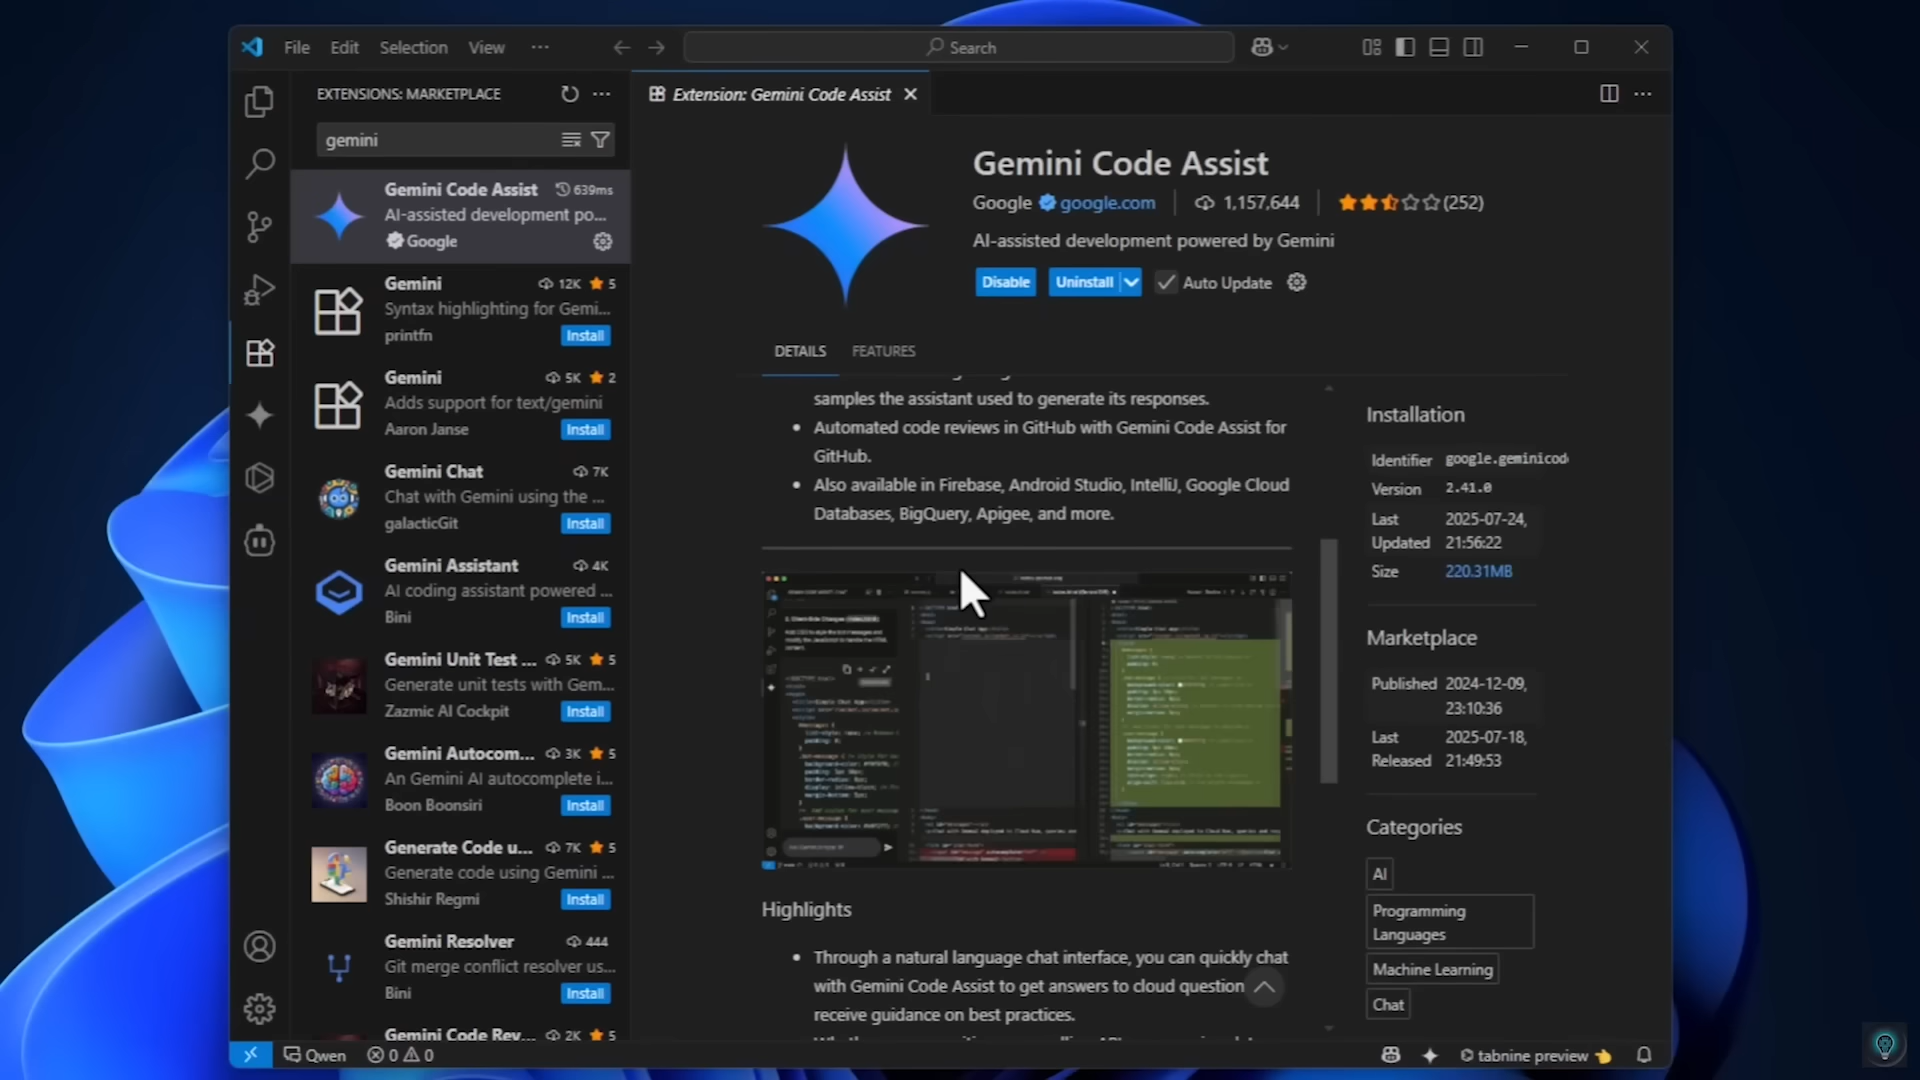 File Edit Selection View ··· Search
EXTENSIONS: MARKETPLACE
gemini
Gemini Code Assist 639ms
AI-assisted development po...
Google
Gemini 12K 5
Syntax highlighting for Gemi...
printfn Install
Gemini 5K 2
Adds support for text/gemini
Aaron Janse Install
Gemini Chat 7K
Chat with Gemini using the ...
galacticGit Install
Gemini Assistant 4K
AI coding assistant powered ...
Bini Install
Gemini Unit Test ... 5K 5
Generate unit tests with Gem...
Zazmic AI Cockpit Install
Gemini Autocom... 3K 5
An Gemini AI autocomplete i...
Boon Boonsiri Install
Generate Code u... 7K 5
Generate code using Gemini ...
Shishir Regmi Install
Gemini Resolver 444
Git merge conflict resolver us...
Bini Install
Gemini Code Rev... 2K 5
Extension: Gemini Code Assist
Gemini Code Assist
Google google.com 1,157,644 (252)
AI-assisted development powered by Gemini
Disable Uninstall Auto Update
DETAILS FEATURES
samples the assistant used to generate its responses.
• Automated code reviews in GitHub with Gemini Code Assist for
GitHub.
• Also available in Firebase, Android Studio, IntelliJ, Google Cloud
Databases, BigQuery, Apigee, and more.
Highlights
• Through a natural language chat interface, you can quickly chat
with Gemini Code Assist to get answers to cloud question
receive guidance on best practices.
Installation
Identifier google.geminicod
Version 2.41.0
Last 2025-07-24,
Updated 21:56:22
Size 220.31MB
Marketplace
Published 2024-12-09,
23:10:36
Last 2025-07-18,
Released 21:49:53
Categories
AI
Programming
Languages
Machine Learning
Chat
Qwen 0 0 tabnine preview